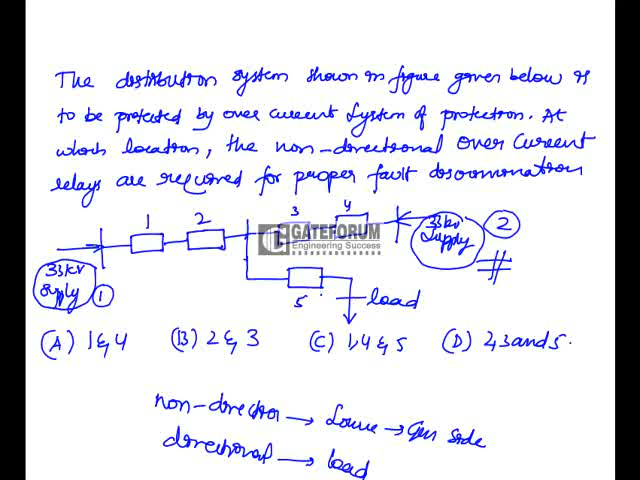 The distribution system shown in figure given below is
to be protected by over current system of protection. At
which location, the non-directional over current
relays are required for proper fault discrimination
1 2 3 4
GATEFORUM
Engineering Success
33kv
Supply
2
33kv
Supply
1
5
load
(A) 1 & 4 (B) 2 & 3 (C) 1,4 & 5 (D) 2,3 and 5.
non-direction → Source → Gen side
directional → load